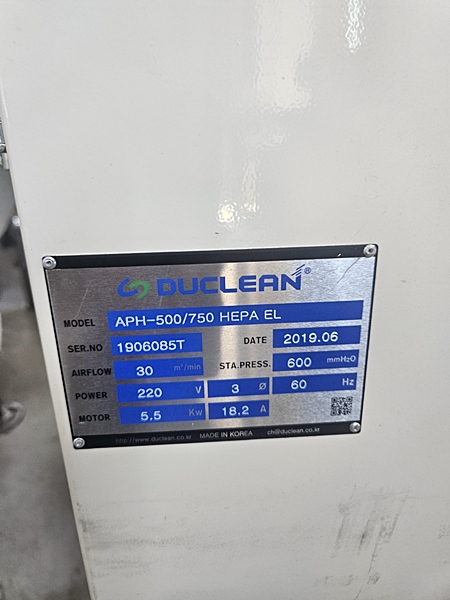 DUCLEAN®
MODEL APH-500/750 HEPA EL
SER.NO 1906085T DATE 2019.06
AIRFLOW 30 m³/min STA.PRESS. 600 mmH2O
POWER 220 V 3 Ø 60 Hz
MOTOR 5.5 Kw 18.2 A
http://www.duclean.co.kr MADE IN KOREA ch@duclean.co.kr